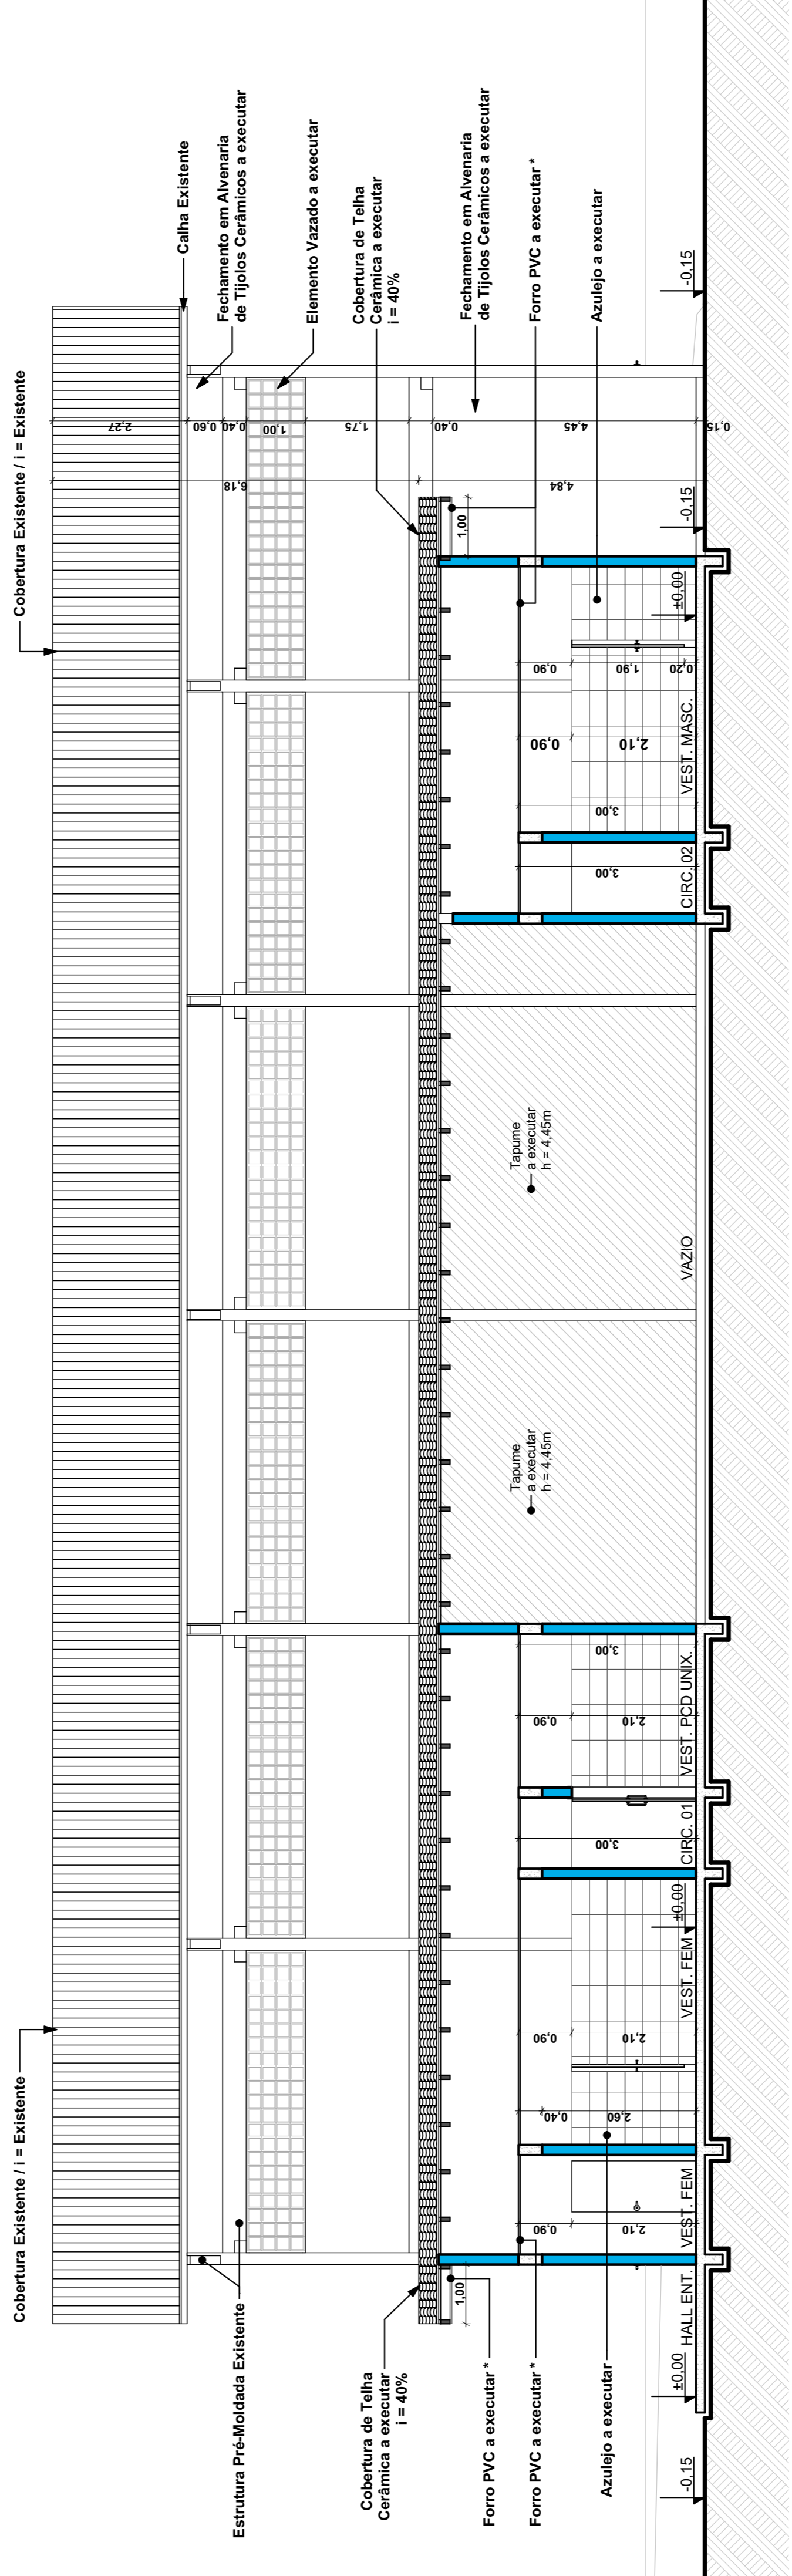 Cobertura Existente / i = Existente
Cobertura Existente / i = Existente
Calha Existente
Fechamento em Alvenaria
de Tijolos Cerâmicos a executar
Elemento Vazado a executar
Cobertura de Telha
Cerâmica a executar
i = 40%
Fechamento em Alvenaria
de Tijolos Cerâmicos a executar
Forro PVC a executar *
Azulejo a executar
-0,15
Estrutura Pré-Moldada Existente
Cobertura de Telha
Cerâmica a executar
i = 40%
Forro PVC a executar *
Forro PVC a executar *
Azulejo a executar
-0,15
±0,00
2,27
0,60
0,40
1,00
1,75
0,40
4,45
0,15
6,18
4,84
1,00
1,00
-0,15
Tapume
a executar
h = 4,45m
Tapume
a executar
h = 4,45m
0,90
2,10
0,40
2,60
0,90
2,10
3,00
0,90
2,10
3,00
3,00
3,00
0,90
2,10
0,90
1,90
0,20
±0,00
±0,00
HALL ENT.
VEST. FEM
VEST. FEM
CIRC. 01
VEST. PCD UNIX.
VAZIO
CIRC. 02
VEST. MASC.